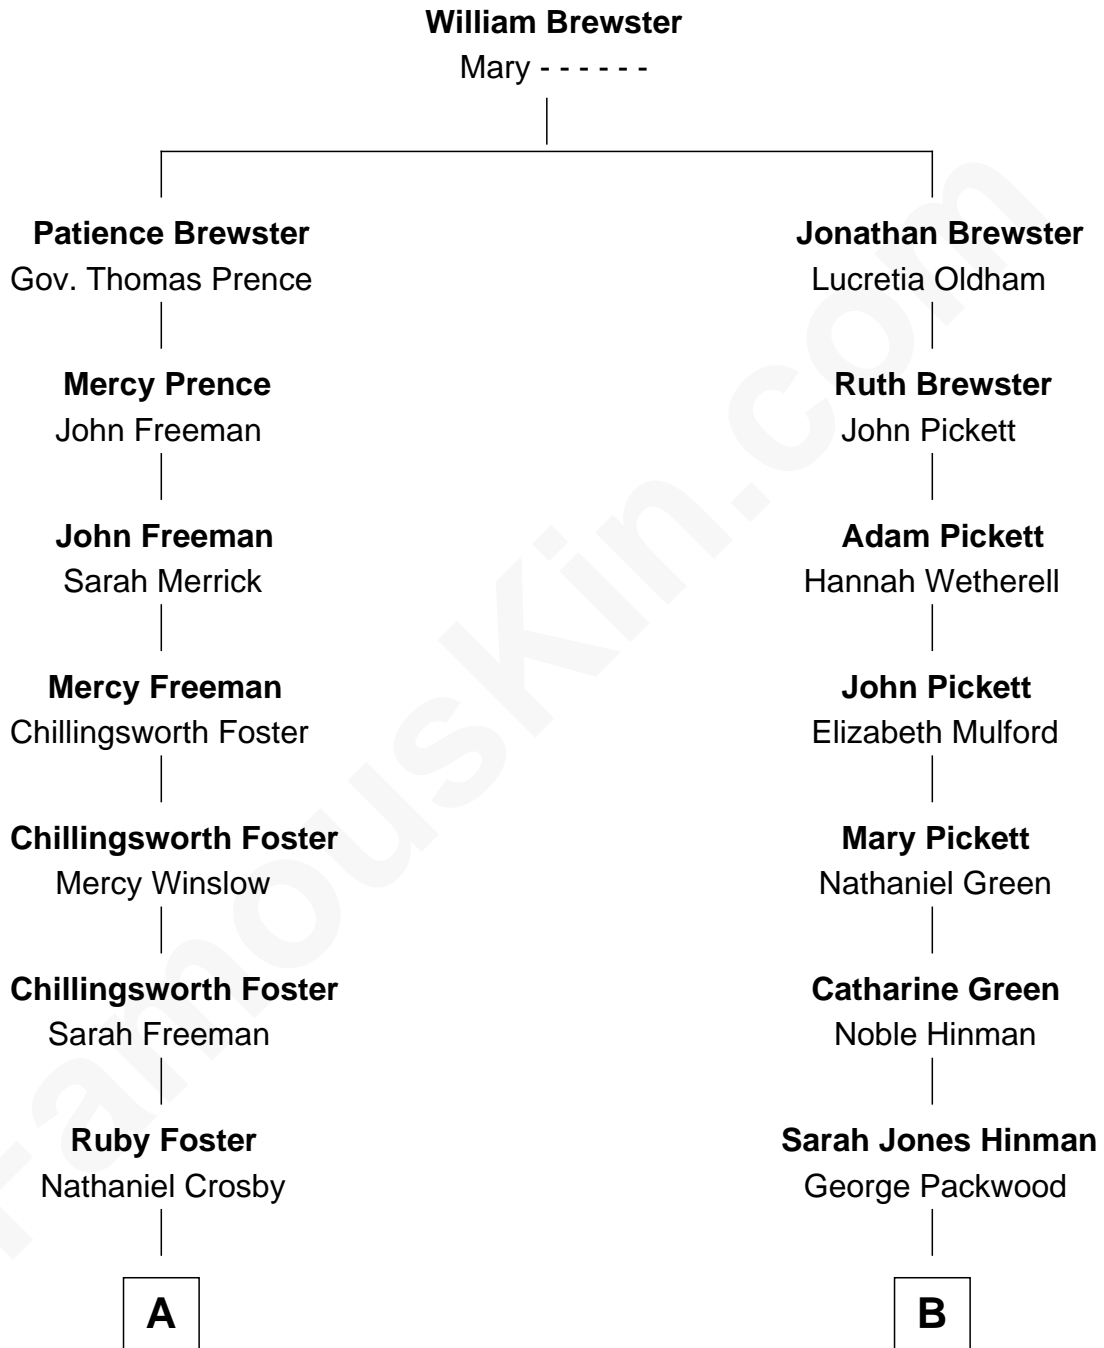 William Brewster
Mary - - - - - -
Patience Brewster
Gov. Thomas Prence
Jonathan Brewster
Lucretia Oldham
Mercy Prence
John Freeman
Ruth Brewster
John Pickett
John Freeman
Sarah Merrick
Adam Pickett
Hannah Wetherell
Mercy Freeman
Chillingsworth Foster
John Pickett
Elizabeth Mulford
Chillingsworth Foster
Mercy Winslow
Mary Pickett
Nathaniel Green
Chillingsworth Foster
Sarah Freeman
Catharine Green
Noble Hinman
Ruby Foster
Nathaniel Crosby
Sarah Jones Hinman
George Packwood
A
B
FamousKin.com